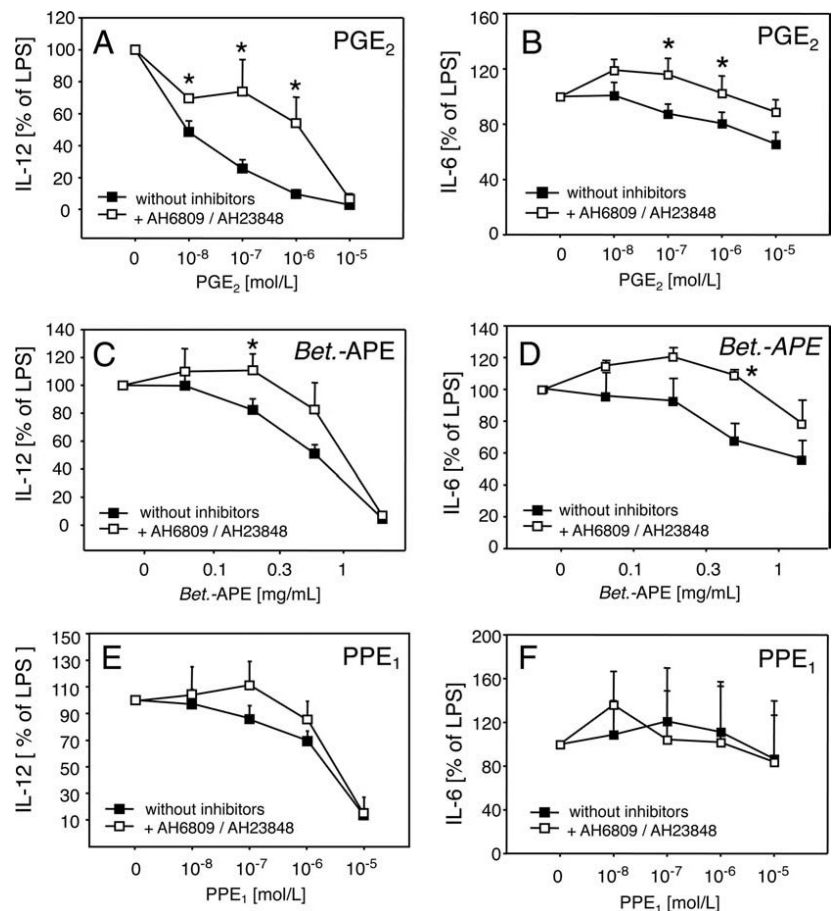 A
PGE₂
IL-12 [% of LPS]
120
100
80
60
40
20
0
*
*
*
without inhibitors
+ AH6809 / AH23848
0
10⁻⁸
10⁻⁷
10⁻⁶
10⁻⁵
PGE₂ [mol/L]
B
PGE₂
IL-6 [% of LPS]
160
120
80
40
0
*
*
without inhibitors
+ AH6809 / AH23848
0
10⁻⁸
10⁻⁷
10⁻⁶
10⁻⁵
PGE₂ [mol/L]
C
Bet.-APE
IL-12 [% of LPS]
140
120
100
80
60
40
20
0
*
without inhibitors
+ AH6809 / AH23848
0
0.1
0.3
1
Bet.-APE [mg/mL]
D
Bet.-APE
IL-6 [% of LPS]
140
120
100
80
60
40
20
0
*
without inhibitors
+ AH6809 / AH23848
0
0.1
0.3
1
Bet.-APE [mg/mL]
E
PPE₁
IL-12 [ % of LPS ]
150
130
110
90
70
50
30
10
without inhibitors
+ AH6809 / AH23848
0
10⁻⁸
10⁻⁷
10⁻⁶
10⁻⁵
PPE₁ [mol/L]
F
PPE₁
IL-6 [% of LPS]
200
160
120
80
40
0
without inhibitors
+ AH6809 / AH23848
0
10⁻⁸
10⁻⁷
10⁻⁶
10⁻⁵
PPE₁ [mol/L]